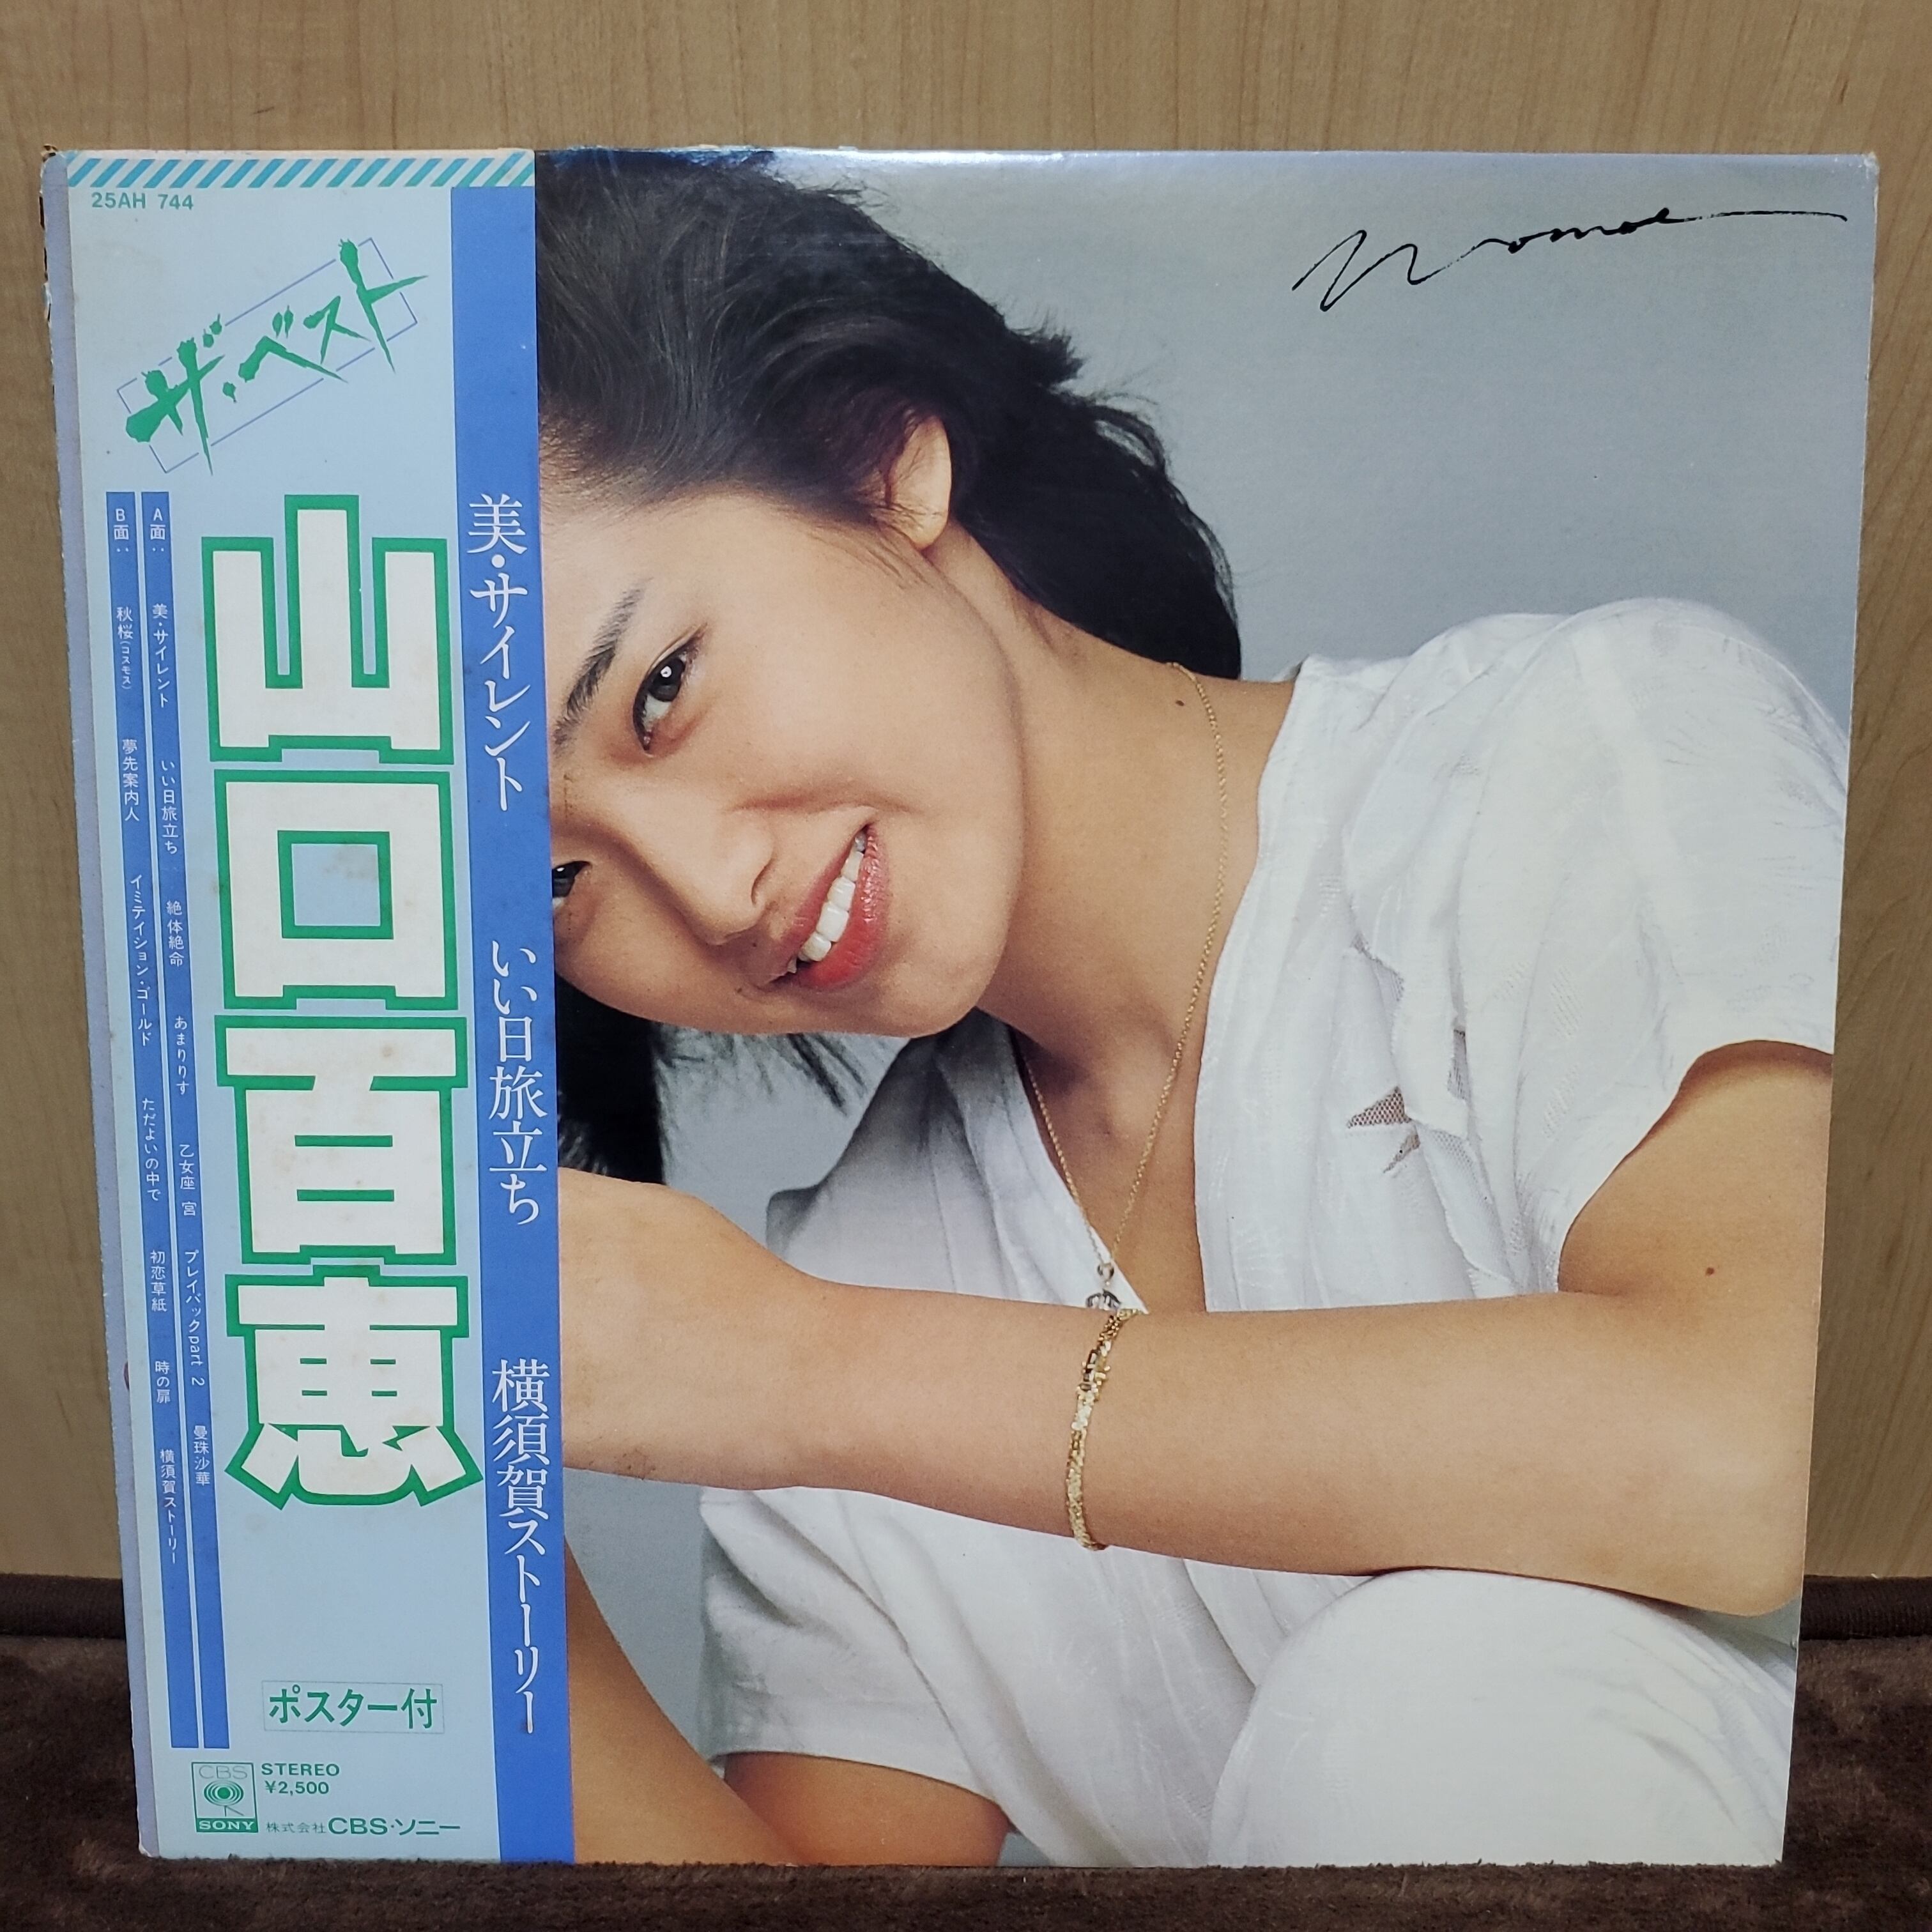 25AH 744
ザ・ベスト
山口百恵
美・サイレント いい日旅立ち 横須賀ストーリー
A面: 美・サイレント いい日旅立ち 絶体絶命 あまりりす 乙女座 宮 プレイバックpart 2 曼珠沙華
B面: 秋桜(コスモス) 夢先案内人 イミテイション・ゴールド ただよいの中で 初恋草紙 時の扉 横須賀ストーリー
ポスター付
CBS
SONY
STEREO
¥2,500
株式会社CBS・ソニー
Momoe